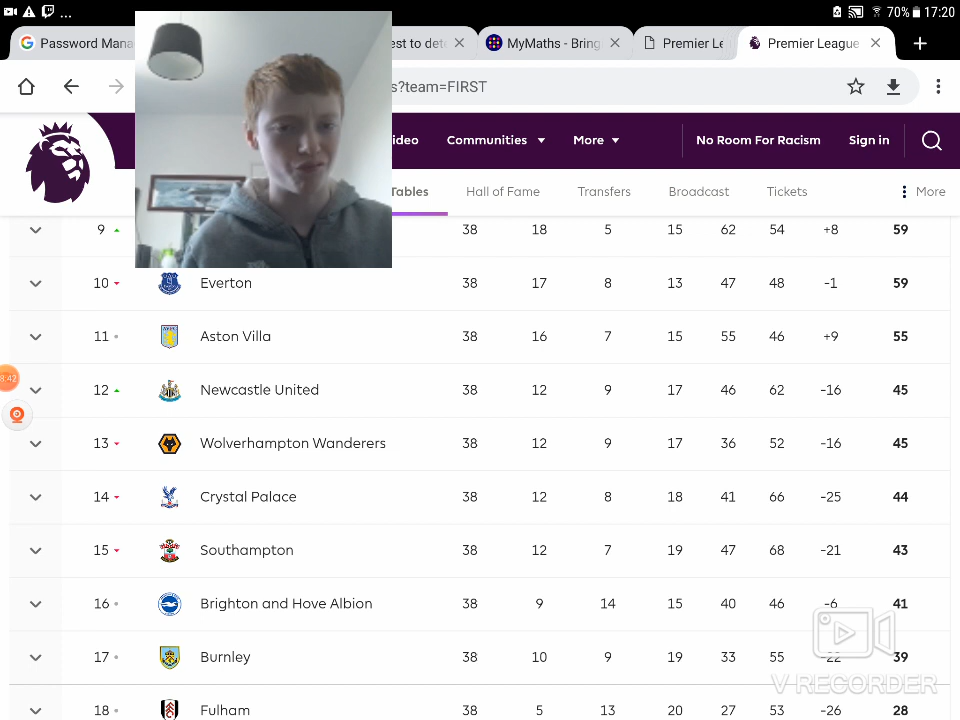 ... 70% 17:20
Password Mana est to dete MyMaths - Bring Premier Le Premier League
s?team=FIRST
ideo Communities More No Room For Racism Sign in
Tables Hall of Fame Transfers Broadcast Tickets More
9 38 18 5 15 62 54 +8 59
10 Everton 38 17 8 13 47 48 -1 59
11 Aston Villa 38 16 7 15 55 46 +9 55
8:42
12 Newcastle United 38 12 9 17 46 62 -16 45
13 Wolverhampton Wanderers 38 12 9 17 36 52 -16 45
14 Crystal Palace 38 12 8 18 41 66 -25 44
15 Southampton 38 12 7 19 47 68 -21 43
16 Brighton and Hove Albion 38 9 14 15 40 46 -6 41
17 Burnley 38 10 9 19 33 55 -22 39
V RECORDER
18 Fulham 38 5 13 20 27 53 -26 28